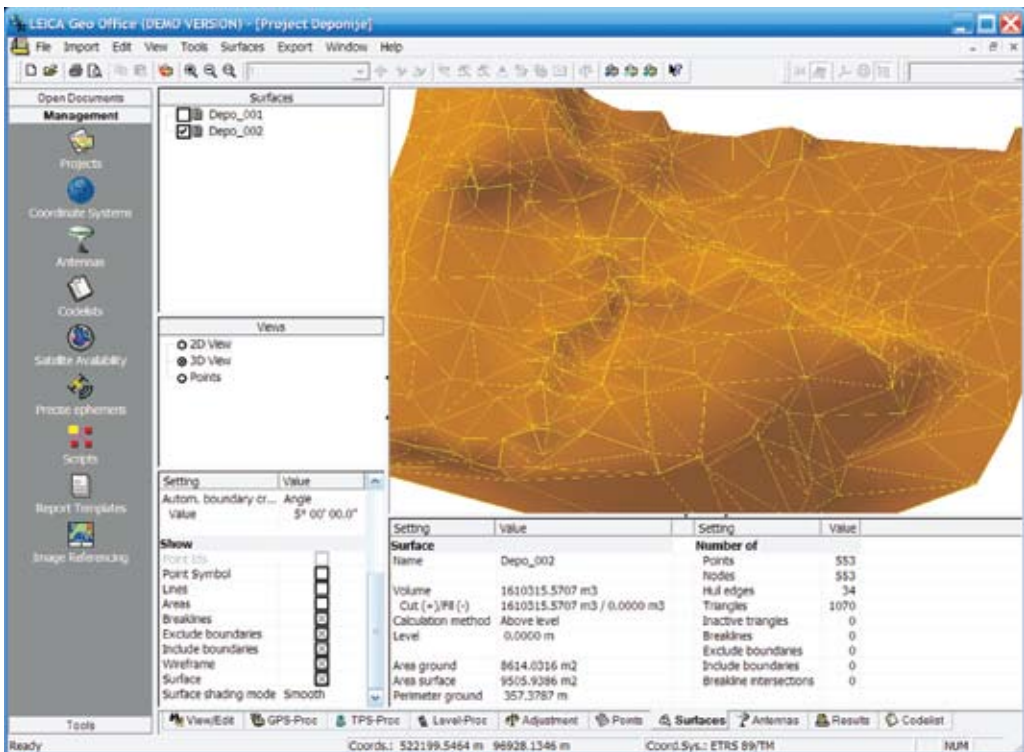 LEICA Geo Office (DEMO VERSION) - [Project Deponije]
File Import Edit View Tools Surfaces Export Window Help
Open Documents
Management
Projects
Coordinate Systems
Antennas
Codelists
Satellite Availability
Precise ephemeris
Scripts
Report Templates
Image Referencing
Tools
Surfaces
Depo_001
Depo_002
Views
2D View
3D View
Points
Setting Value
Autom. boundary cr... Angle
Value 5° 00' 00.0"
Show
Point Ids
Point Symbol
Lines
Areas
Breaklines
Exclude boundaries
Include boundaries
Wireframe
Surface
Surface shading mode Smooth
Setting Value
Surface
Name Depo_002
Volume 1610315.5707 m3
Cut (+)/Fill (-) 1610315.5707 m3 / 0.0000 m3
Calculation method Above level
Level 0.0000 m
Area ground 8614.0316 m2
Area surface 9505.9386 m2
Perimeter ground 357.3787 m
Setting Value
Number of
Points 553
Nodes 553
Hull edges 34
Triangles 1070
Inactive triangles 0
Breaklines 0
Exclude boundaries 0
Include boundaries 0
Breakline intersections 0
View/Edit GPS-Proc TPS-Proc Level-Proc Adjustment Points Surfaces Antennas Results Codelist
Ready Coords.: 522199.5464 m 96928.1346 m Coord.Sys.: ETRS 89/TM NUM